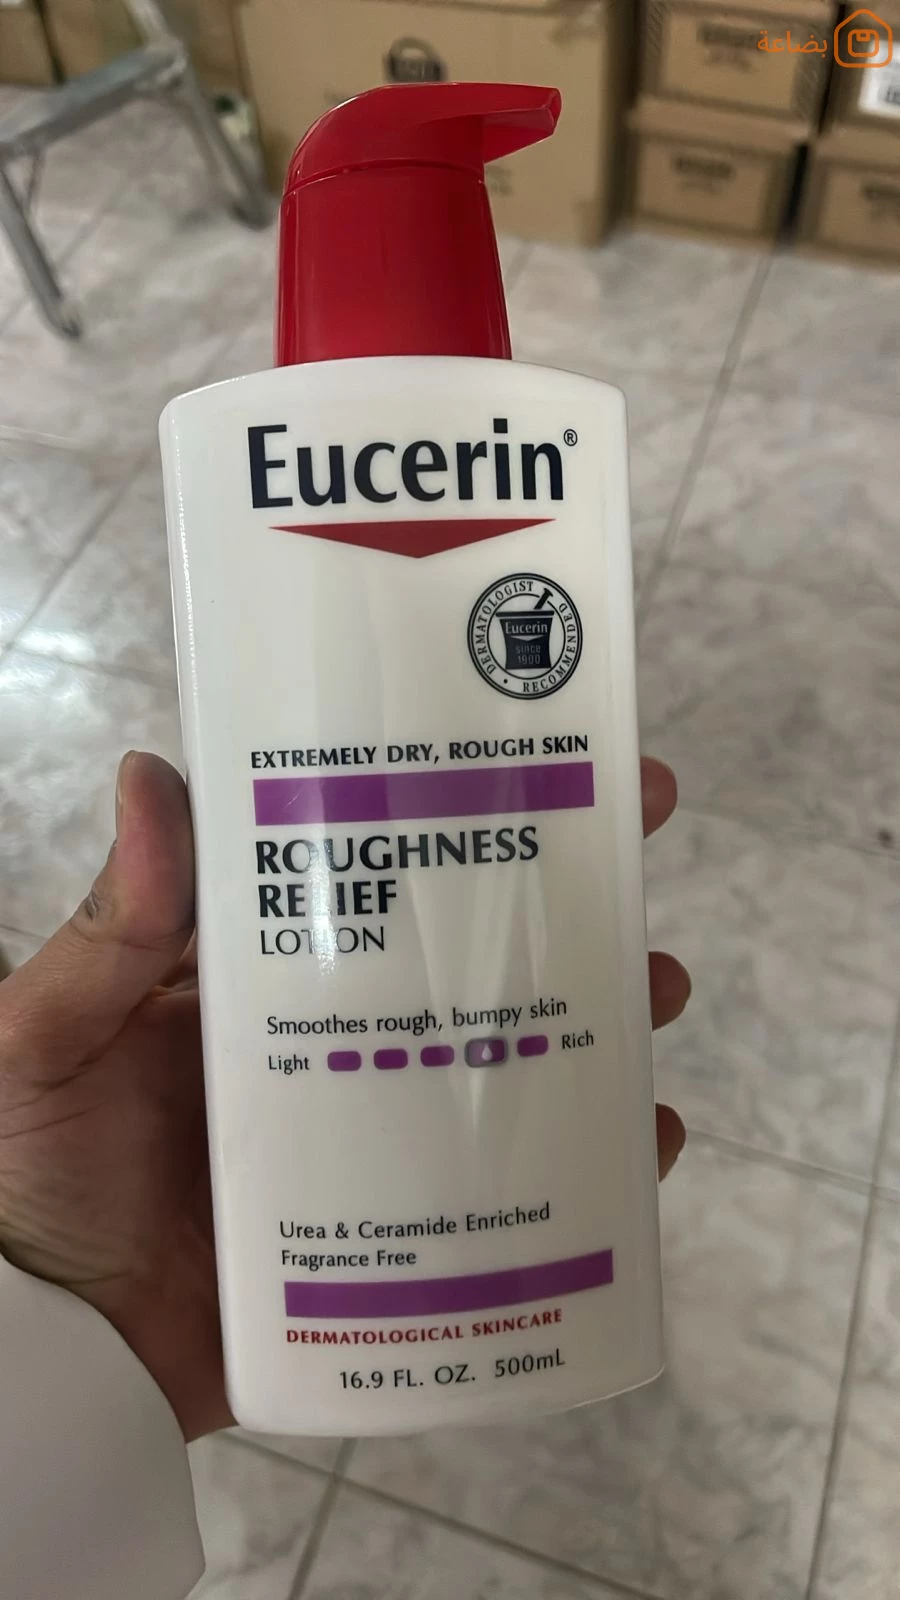 بضاعة
Eucerin®
DERMATOLOGIST RECOMMENDED
Eucerin
since
1900
EXTREMELY DRY, ROUGH SKIN
ROUGHNESS
RELIEF
LOTION
Smoothes rough, bumpy skin
Light Rich
Urea & Ceramide Enriched
Fragrance Free
DERMATOLOGICAL SKINCARE
16.9 FL. OZ. 500mL